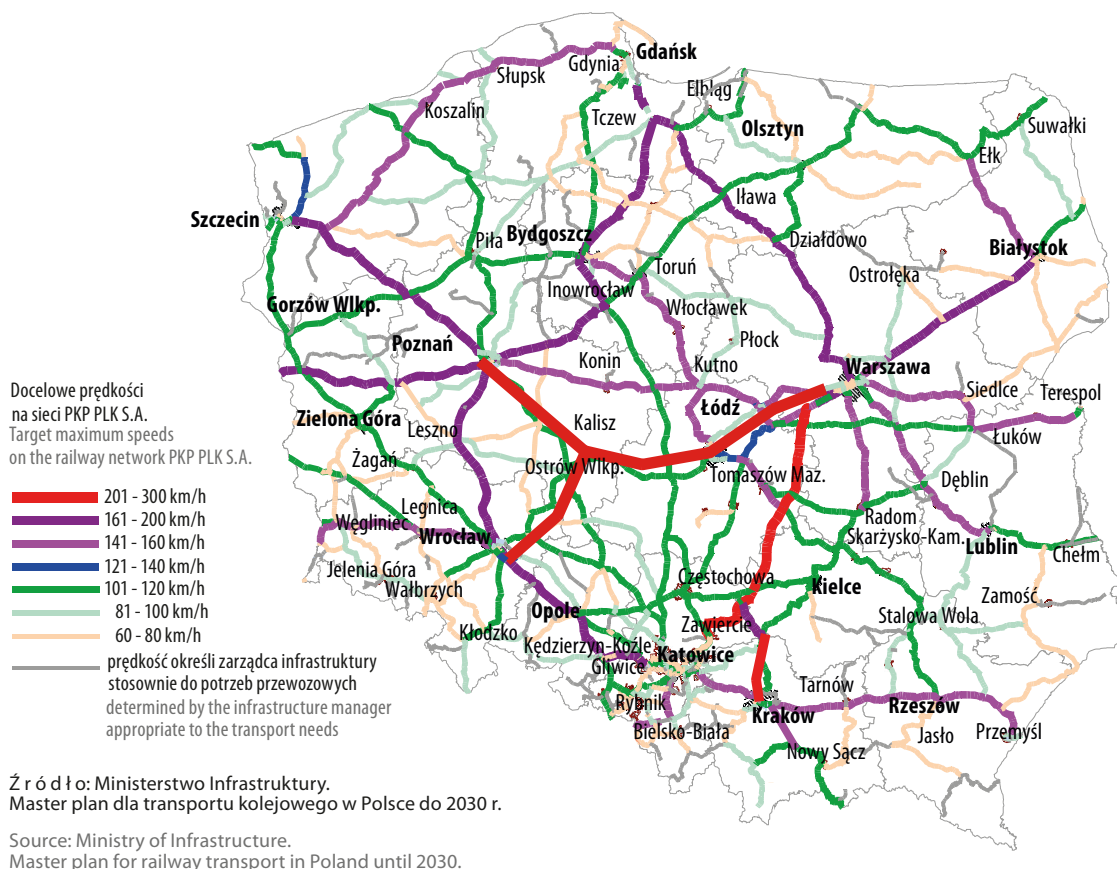 Gdańsk
Gdynia
Słupsk
Elbląg
Koszalin
Tczew
Olsztyn
Suwałki
Ełk
Iława
Szczecin
Piła
Bydgoszcz
Działdowo
Białystok
Toruń
Ostrołęka
Inowrocław
Gorzów Wlkp.
Włocławek
Poznań
Płock
Konin
Kutno
Warszawa
Siedlce
Terespol
Łódź
Zielona Góra
Kalisz
Leszno
Łuków
Żagań
Ostrów Wlkp.
Tomaszów Maz.
Dęblin
Legnica
Radom
Węgliniec
Wrocław
Skarżysko-Kam.
Lublin
Chełm
Jelenia Góra
Częstochowa
Wałbrzych
Kielce
Zamość
Opole
Stalowa Wola
Zawiercie
Kłodzko
Kędzierzyn-Koźle
Katowice
Gliwice
Tarnów
Rybnik
Kraków
Rzeszów
Bielsko-Biała
Jasło
Przemyśl
Nowy Sącz
Docelowe prędkości
na sieci PKP PLK S.A.
Target maximum speeds
on the railway network PKP PLK S.A.
201 - 300 km/h
161 - 200 km/h
141 - 160 km/h
121 - 140 km/h
101 - 120 km/h
81 - 100 km/h
60 - 80 km/h
prędkość określi zarządca infrastruktury
stosownie do potrzeb przewozowych
determined by the infrastructure manager
appropriate to the transport needs
Ź r ó d ł o: Ministerstwo Infrastruktury.
Master plan dla transportu kolejowego w Polsce do 2030 r.
Source: Ministry of Infrastructure.
Master plan for railway transport in Poland until 2030.